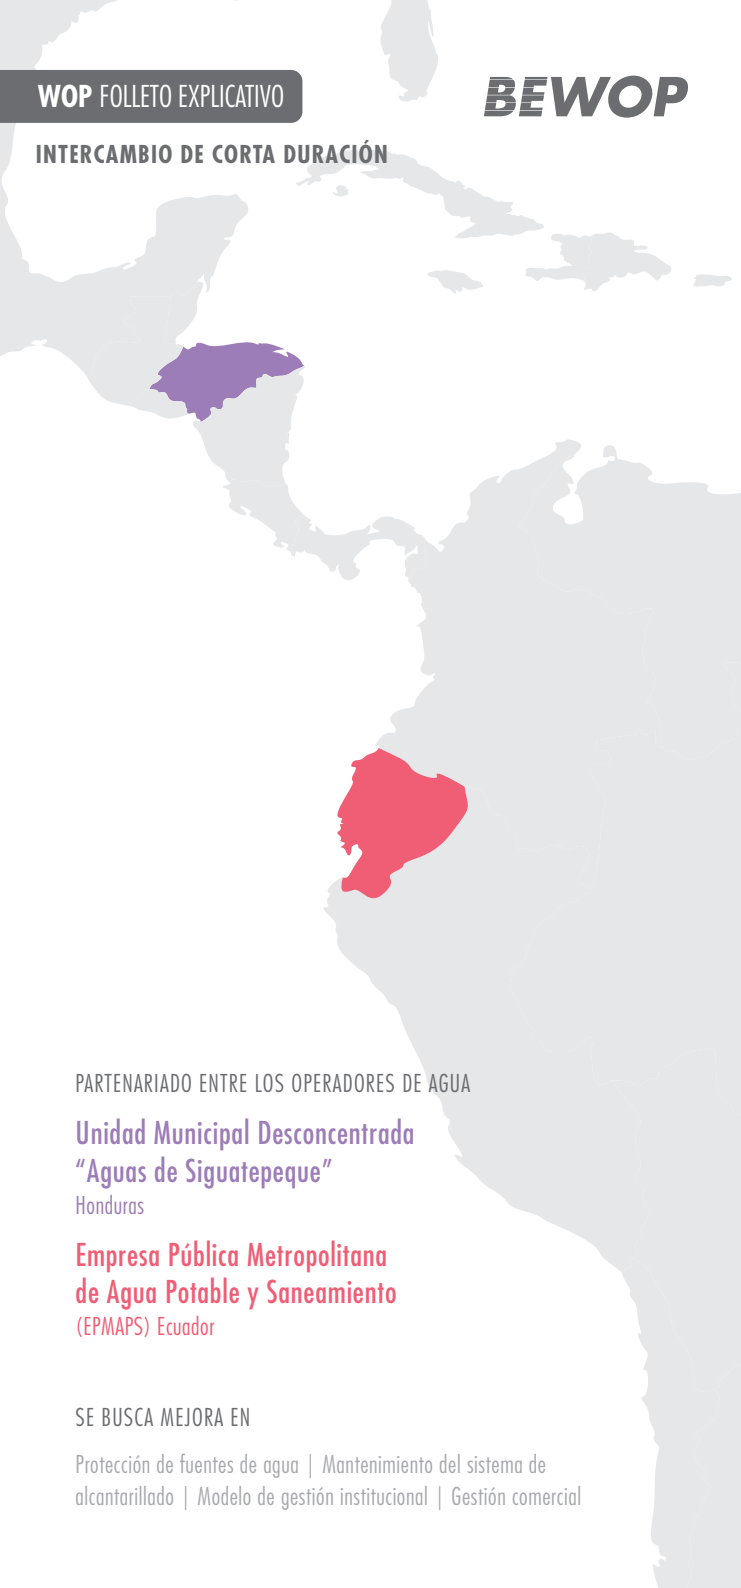 WOP FOLLETO EXPLICATIVO
BEWOP
INTERCAMBIO DE CORTA DURACIÓN
PARTENARIADO ENTRE LOS OPERADORES DE AGUA
Unidad Municipal Desconcentrada
“Aguas de Siguatepeque”
Honduras
Empresa Pública Metropolitana
de Agua Potable y Saneamiento
(EPMAPS) Ecuador
SE BUSCA MEJORA EN
Protección de fuentes de agua | Mantenimiento del sistema de
alcantarillado | Modelo de gestión institucional | Gestión comercial